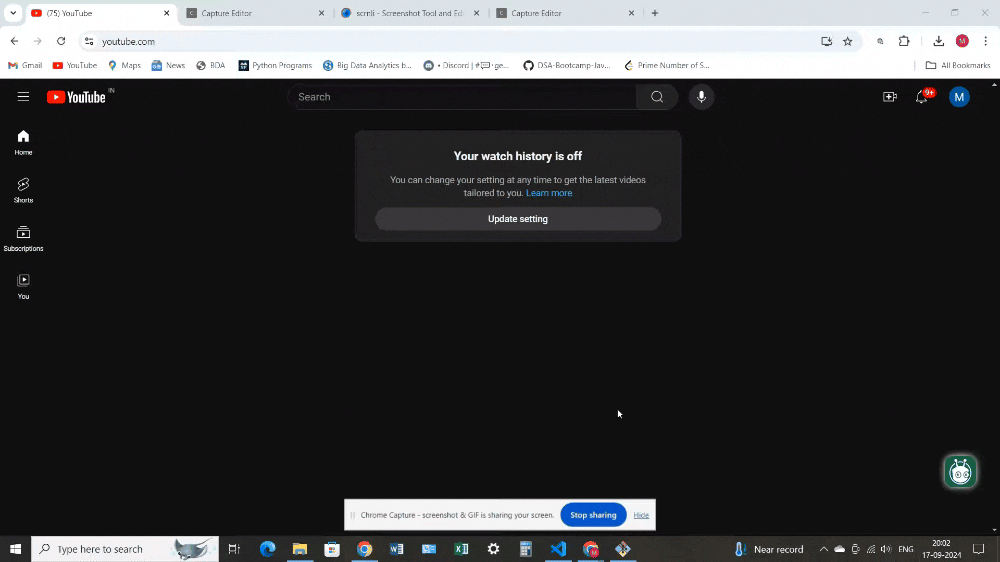 (75) YouTube
Capture Editor
scrnli - Screenshot Tool and Edi
Capture Editor
youtube.com
M
Gmail
YouTube
Maps
News
BDA
Python Programs
Big Data Analytics b...
• Discord | #💬·ge...
DSA-Bootcamp-Jav...
Prime Number of S...
All Bookmarks
YouTube IN
Search
9+
M
Home
Shorts
Subscriptions
You
Your watch history is off
You can change your setting at any time to get the latest videos
tailored to you. Learn more
Update setting
Chrome Capture - screenshot & GIF is sharing your screen.
Stop sharing
Hide
Type here to search
Near record
ENG
20:02
17-09-2024